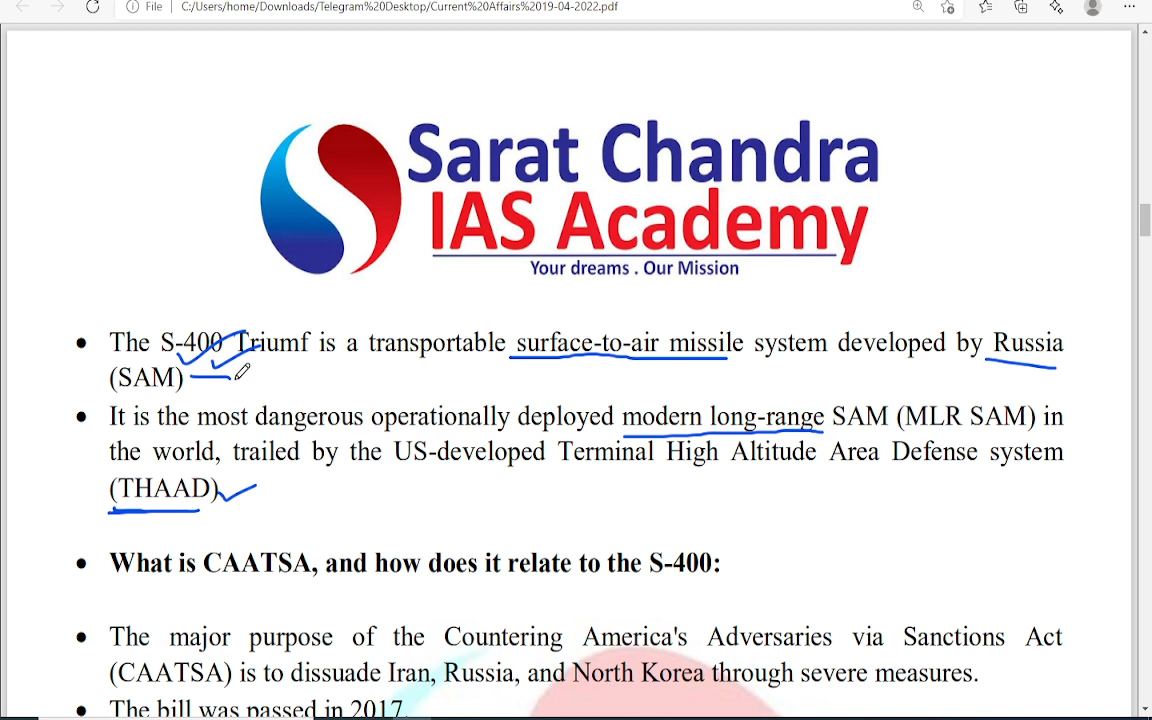 File | C:/Users/home/Downloads/Telegram%20Desktop/Current%20Affairs%2019-04-2022.pdf
Sarat Chandra
IAS Academy
Your dreams . Our Mission
• The S-400 Triumf is a transportable surface-to-air missile system developed by Russia
(SAM)
• It is the most dangerous operationally deployed modern long-range SAM (MLR SAM) in
the world, trailed by the US-developed Terminal High Altitude Area Defense system
(THAAD)
• What is CAATSA, and how does it relate to the S-400:
• The major purpose of the Countering America's Adversaries via Sanctions Act
(CAATSA) is to dissuade Iran, Russia, and North Korea through severe measures.
• The bill was passed in 2017.